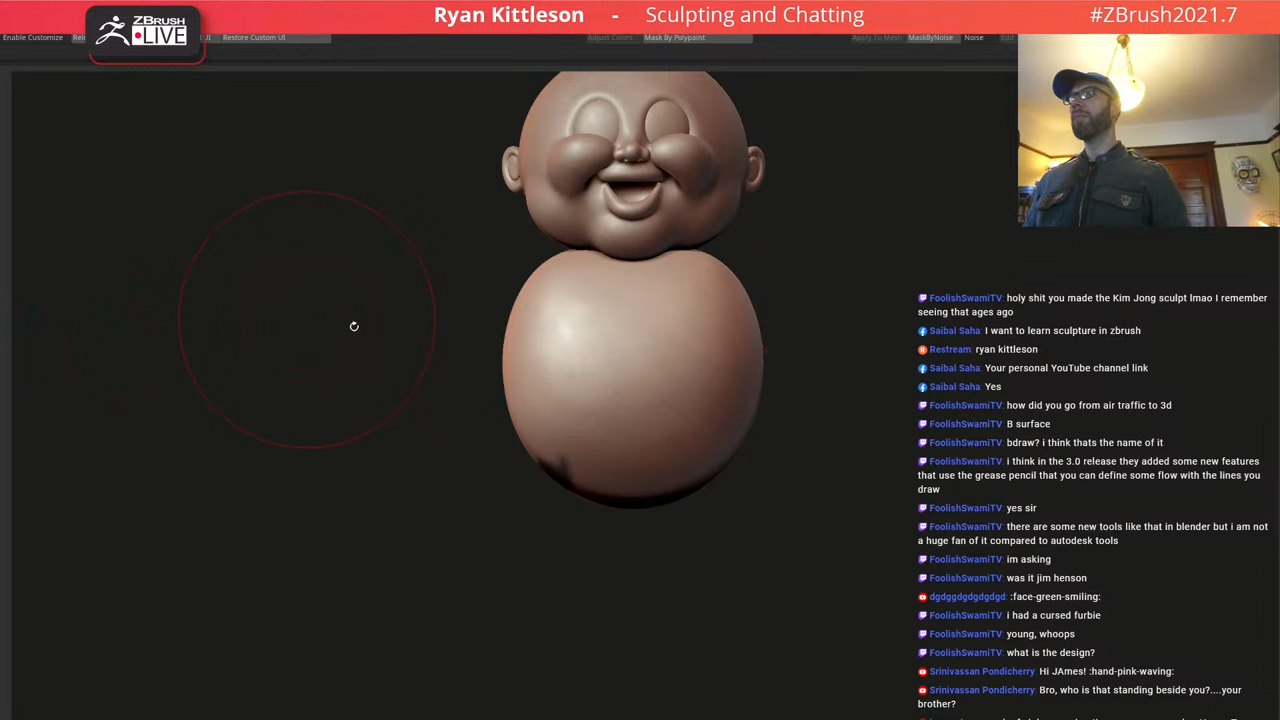 Ryan Kittleson - Sculpting and Chatting #ZBrush2021.7
ZBRUSH
LIVE
Enable Customize
Restore Custom UI
Adjust Colors
Mask By Polypaint
Apply To Mesh
MaskByNoise
Noise
Edit
FoolishSwamiTV: holy shit you made the Kim Jong sculpt lmao I remember
seeing that ages ago
Saibal Saha: I want to learn sculpture in zbrush
Restream: ryan kittleson
Saibal Saha: Your personal YouTube channel link
Saibal Saha: Yes
FoolishSwamiTV: how did you go from air traffic to 3d
FoolishSwamiTV: B surface
FoolishSwamiTV: bdraw? i think thats the name of it
FoolishSwamiTV: i think in the 3.0 release they added some new features
that use the grease pencil that you can define some flow with the lines you
draw
FoolishSwamiTV: yes sir
FoolishSwamiTV: there are some new tools like that in blender but i am not
a huge fan of it compared to autodesk tools
FoolishSwamiTV: im asking
FoolishSwamiTV: was it jim henson
dgdggdgdgdgdgd: :face-green-smiling:
FoolishSwamiTV: i had a cursed furbie
FoolishSwamiTV: young, whoops
FoolishSwamiTV: what is the design?
Srinivassan Pondicherry: Hi JAmes! :hand-pink-waving:
Srinivassan Pondicherry: Bro, who is that standing beside you?....your
brother?